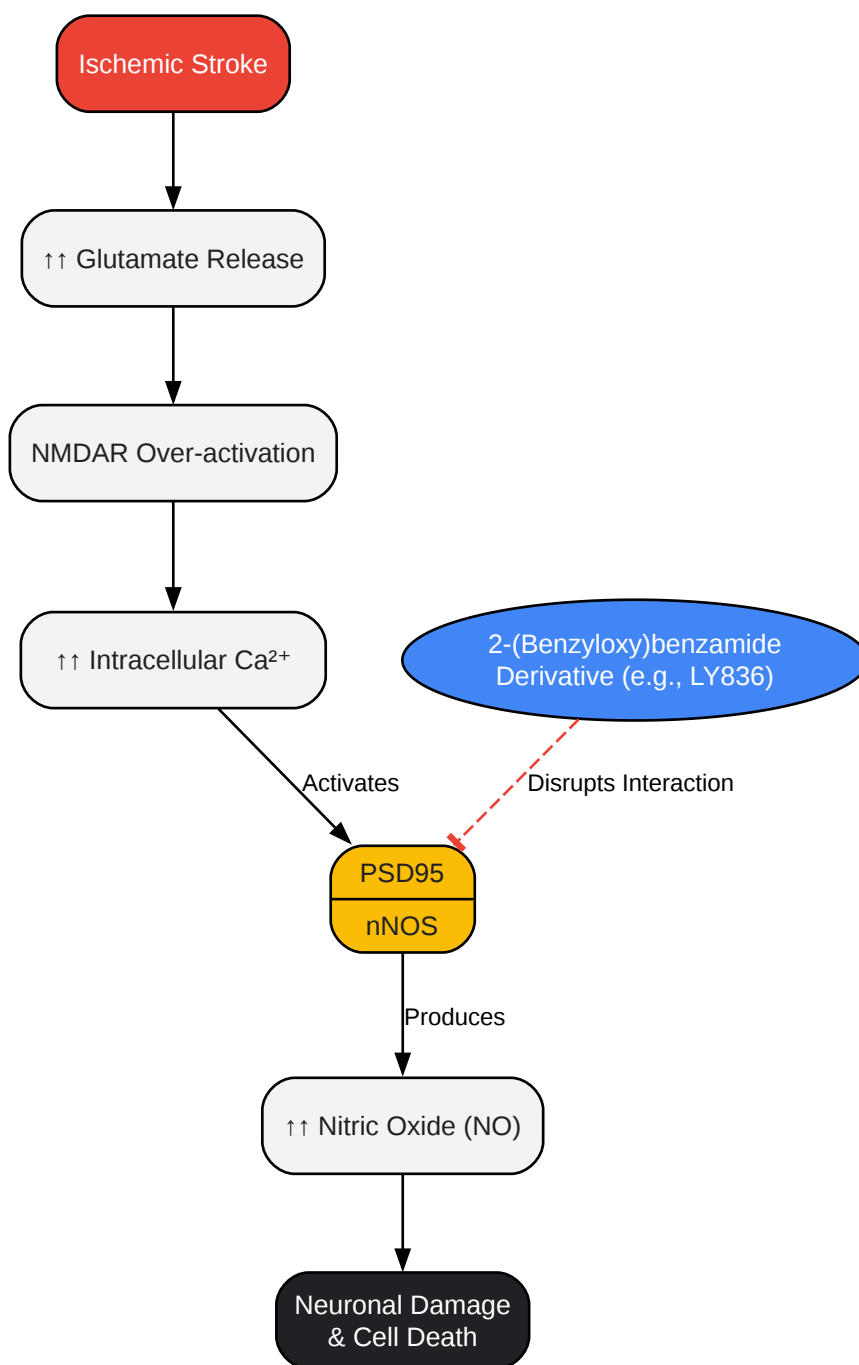 Ischemic Stroke
↑↑ Glutamate Release
NMDAR Over-activation
↑↑ Intracellular Ca²⁺
2-(Benzyloxy)benzamide
Derivative (e.g., LY836)
Activates
Disrupts Interaction
PSD95
nNOS
Produces
↑↑ Nitric Oxide (NO)
Neuronal Damage
& Cell Death